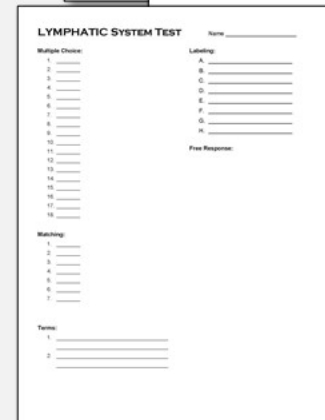 LYMPHATIC SYSTEM TEST
Name
Multiple Choice:
1.
2.
3.
4.
5.
6.
7.
8.
9.
10.
11.
12.
13.
14.
15.
16.
17.
18.
Matching:
1.
2.
3.
4.
5.
6.
7.
Terms:
1.
2.
Labeling:
A.
B.
C.
D.
E.
F.
G.
H.
Free Response: